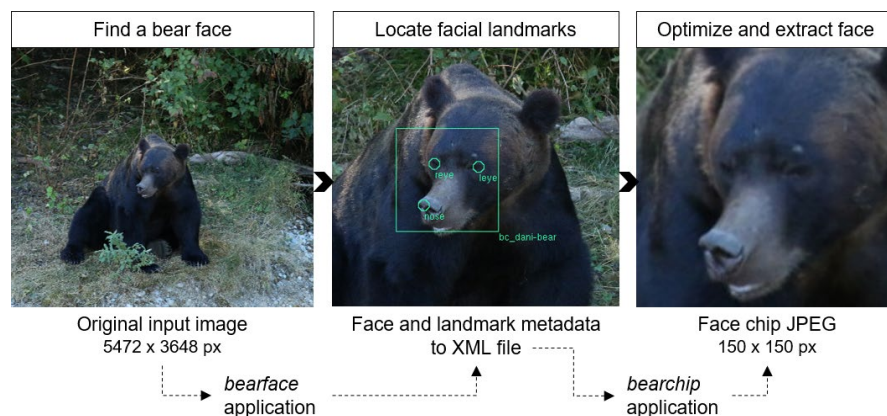 Find a bear face
Locate facial landmarks
Optimize and extract face
reye
leye
nose
bc_dani-bear
Original input image
5472 x 3648 px
Face and landmark metadata
to XML file
Face chip JPEG
150 x 150 px
bearface
application
bearchip
application